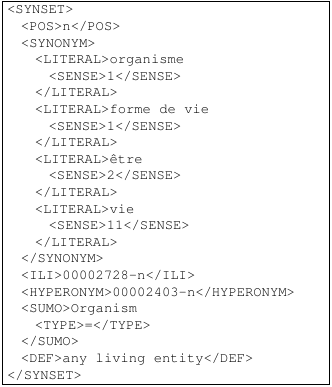 <SYNSET>
<POS>n</POS>
<SYNONYM>
<LITERAL>organisme
<SENSE>1</SENSE>
</LITERAL>
<LITERAL>forme de vie
<SENSE>1</SENSE>
</LITERAL>
<LITERAL>être
<SENSE>2</SENSE>
</LITERAL>
<LITERAL>vie
<SENSE>11</SENSE>
</LITERAL>
</SYNONYM>
<ILI>00002728-n</ILI>
<HYPERONYM>00002403-n</HYPERONYM>
<SUMO>Organism
<TYPE>=</TYPE>
</SUMO>
<DEF>any living entity</DEF>
</SYNSET>